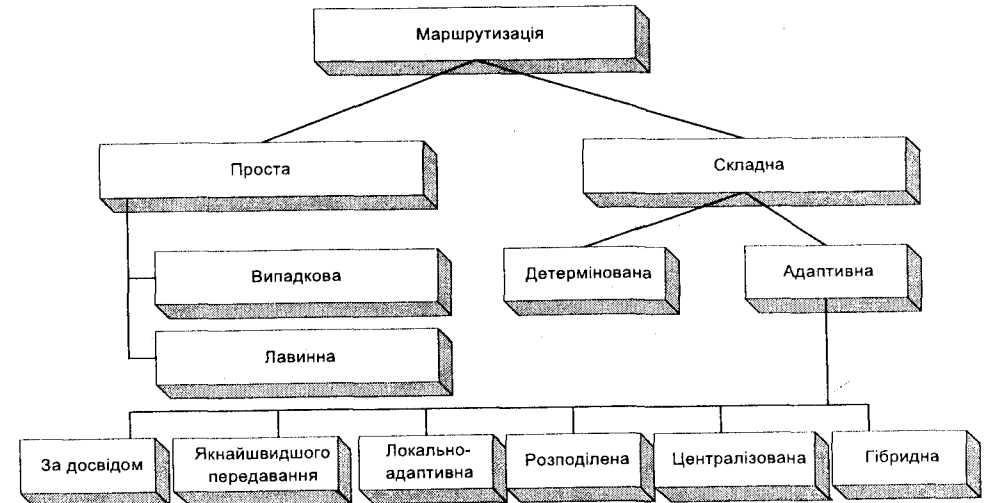 Маршрутизація
Проста
Складна
Випадкова
Детермінована
Адаптивна
Лавинна
За досвідом
Якнайшвидшого
передавання
Локально-
адаптивна
Розподілена
Централізована
Гібридна